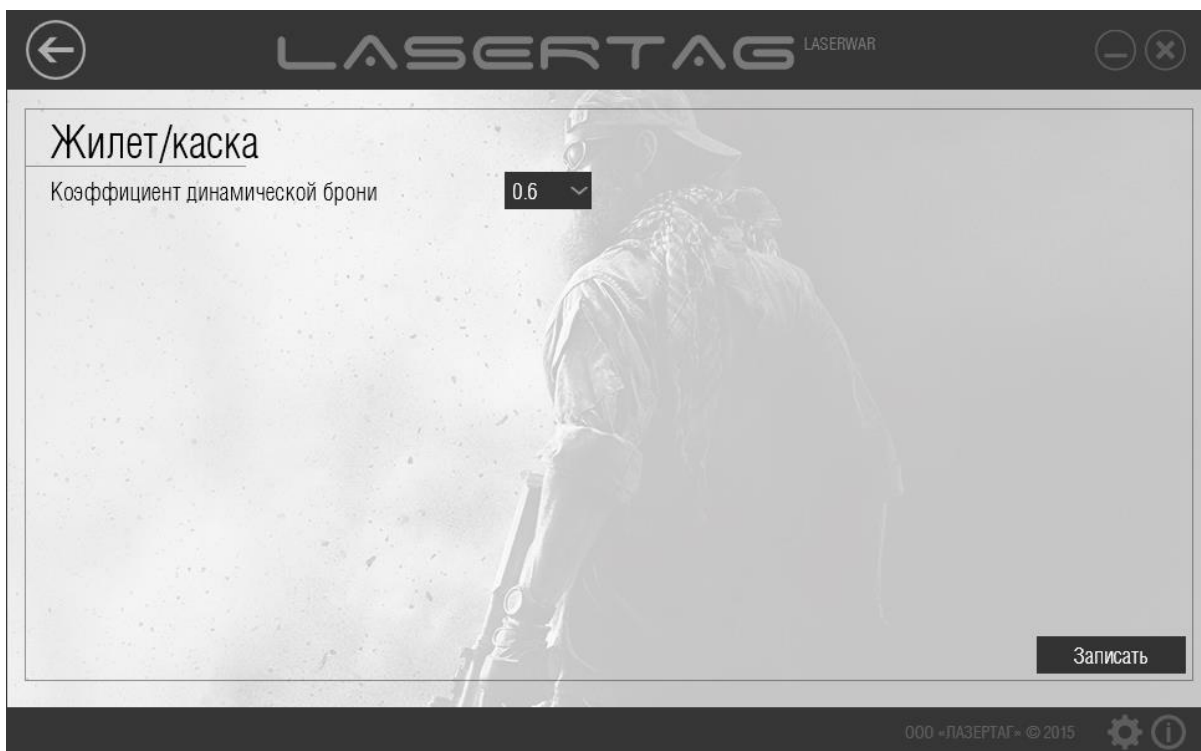 LASERTAG LASERWAR
Жилет/каска
Коэффициент динамической брони 0.6
Записать
ООО «ЛАЗЕРТАГ» © 2015